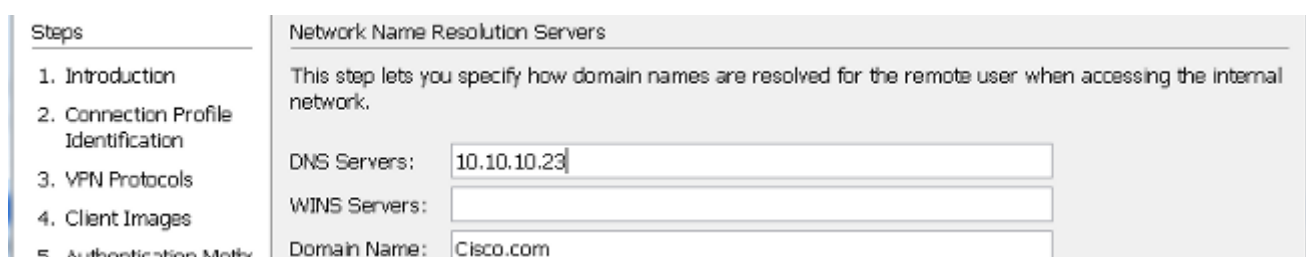 Steps
1. Introduction
2. Connection Profile
Identification
3. VPN Protocols
4. Client Images
Network Name Resolution Servers
This step lets you specify how domain names are resolved for the remote user when accessing the internal
network.
DNS Servers: 10.10.10.23
WINS Servers:
Domain Name: Cisco.com